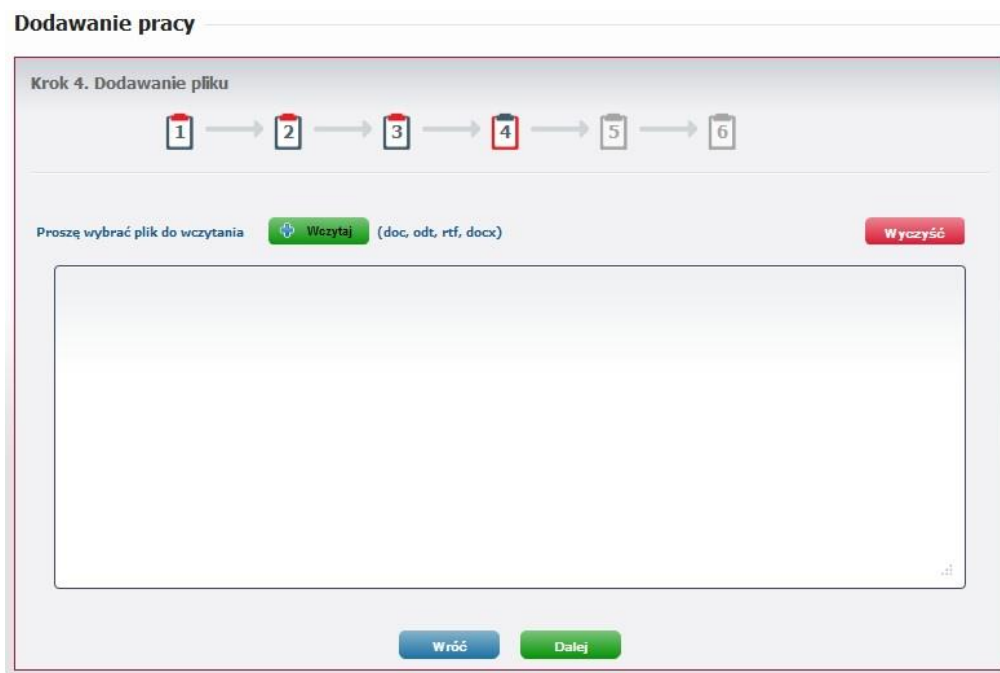 Dodawanie pracy
Krok 4. Dodawanie pliku
1 2 3 4 5 6
Proszę wybrać plik do wczytania Wczytaj (doc, odt, rtf, docx) Wyczyść
Wróć Dalej